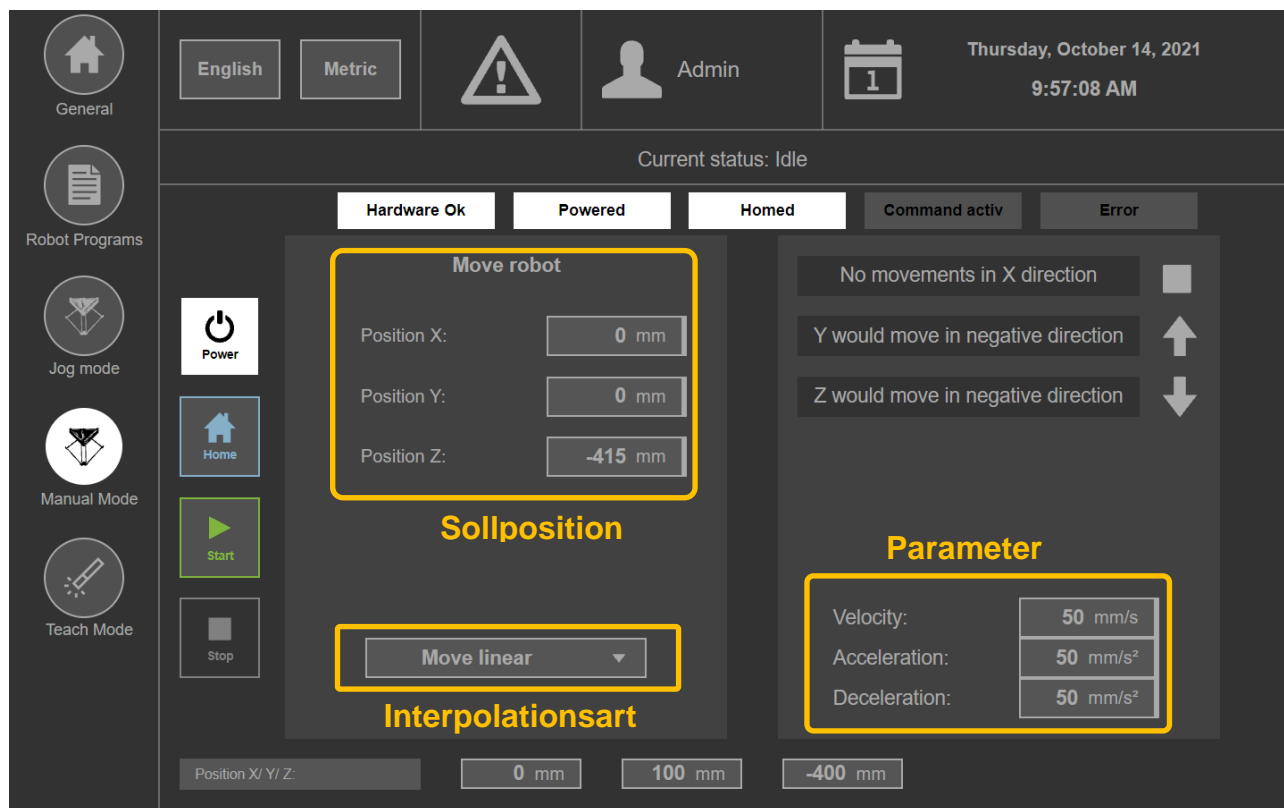 General
Robot Programs
Jog mode
Manual Mode
Teach Mode
English Metric Admin 1 Thursday, October 14, 2021
9:57:08 AM
Current status: Idle
Hardware Ok Powered Homed Command activ Error
Power
Home
Start
Stop
Move robot
Position X: 0 mm
Position Y: 0 mm
Position Z: -415 mm
Sollposition
Move linear
Interpolationsart
No movements in X direction
Y would move in negative direction
Z would move in negative direction
Parameter
Velocity: 50 mm/s
Acceleration: 50 mm/s²
Deceleration: 50 mm/s²
Position X/ Y/ Z: 0 mm 100 mm -400 mm